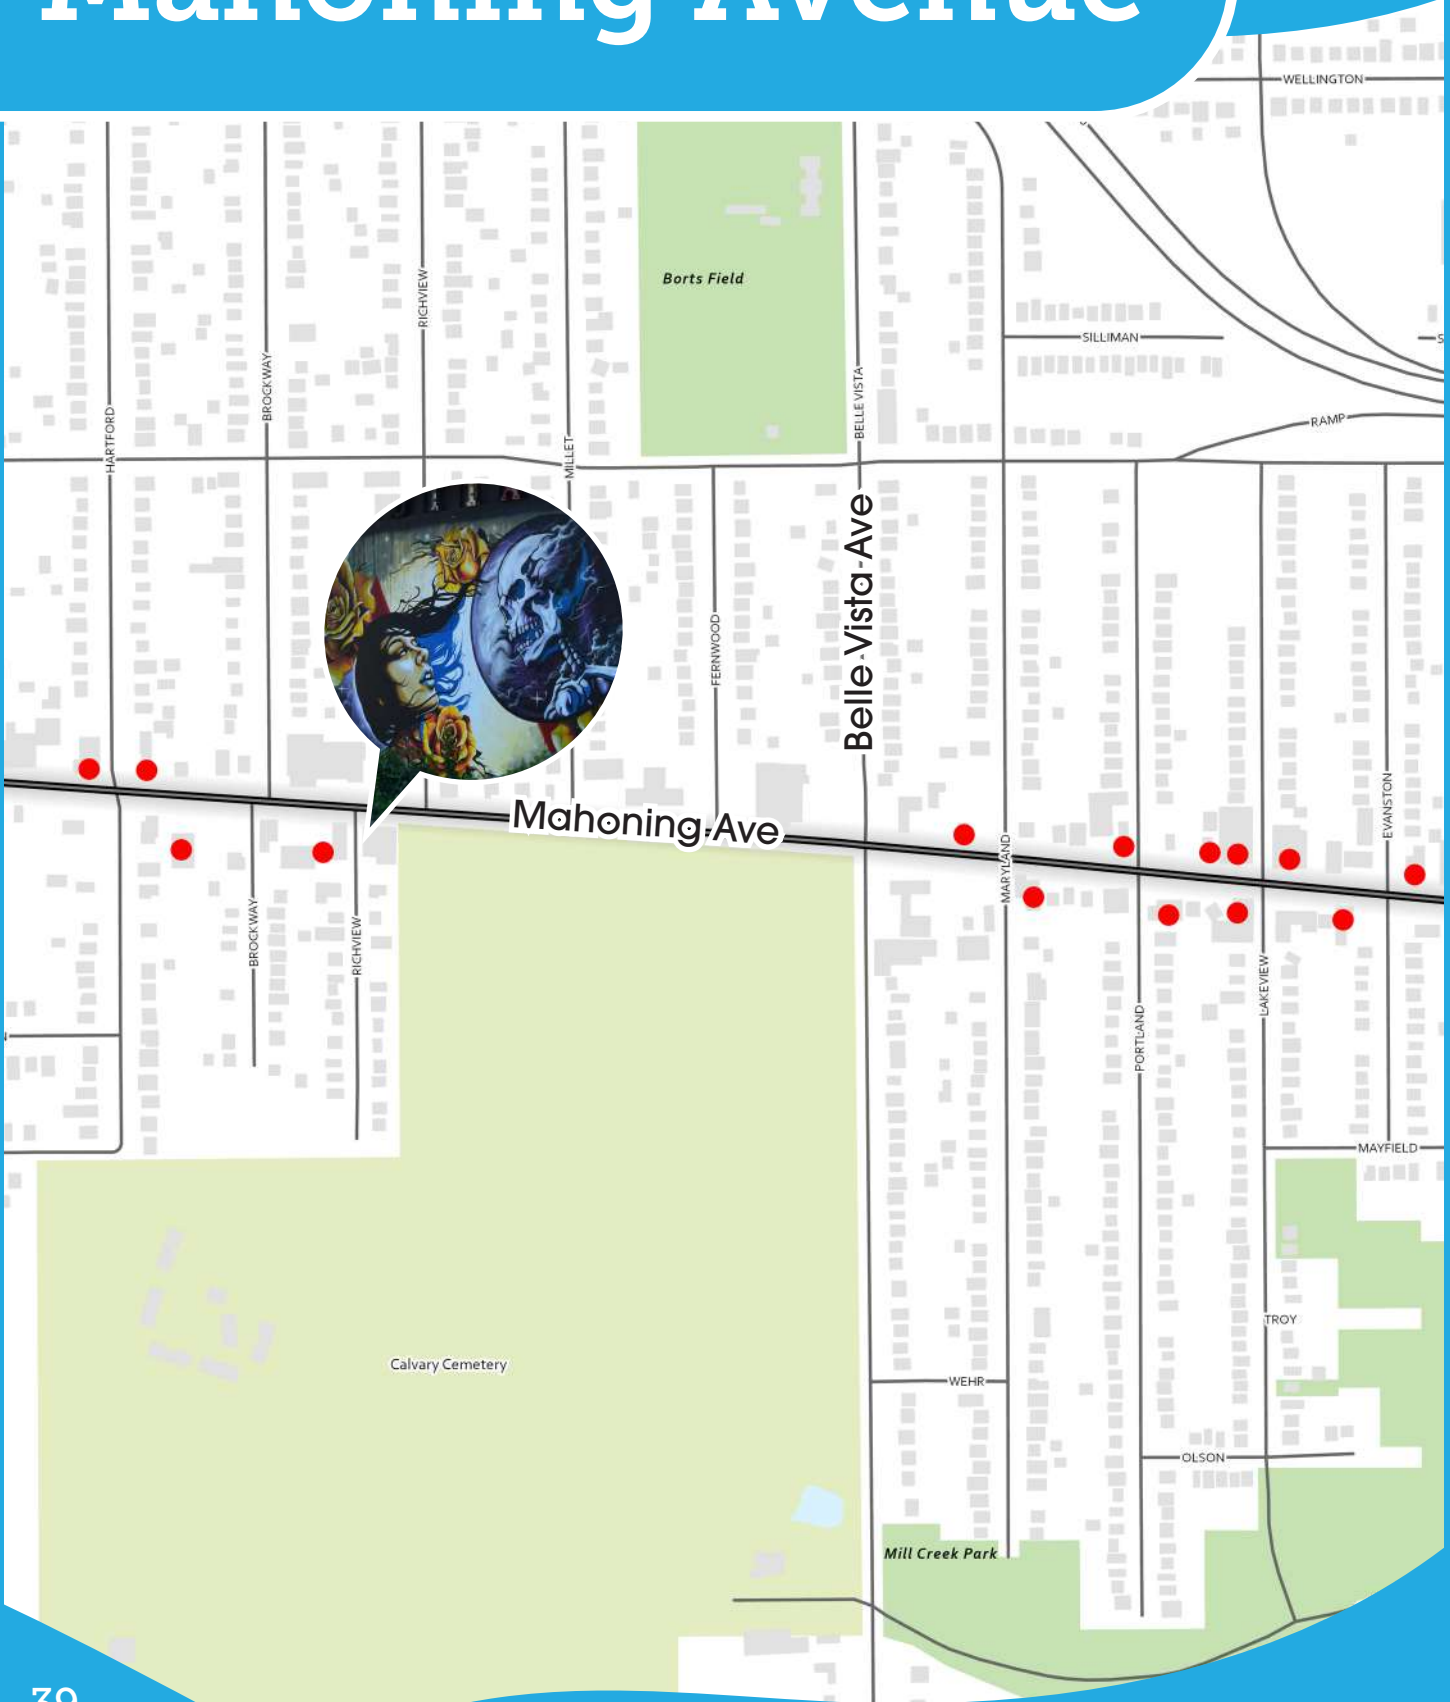 Mahoning Avenue
WELLINGTON
Borts Field
RICHVIEW
SILLIMAN
BROCKWAY
BELLE VISTA
HARTFORD
RAMP
MILLET
Belle Vista Ave
FERNWOOD
EVANSTON
Mahoning Ave
MARYLAND
BROCKWAY
RICHVIEW
LAKEVIEW
PORTLAND
MAYFIELD
TROY
Calvary Cemetery
WEHR
OLSON
Mill Creek Park